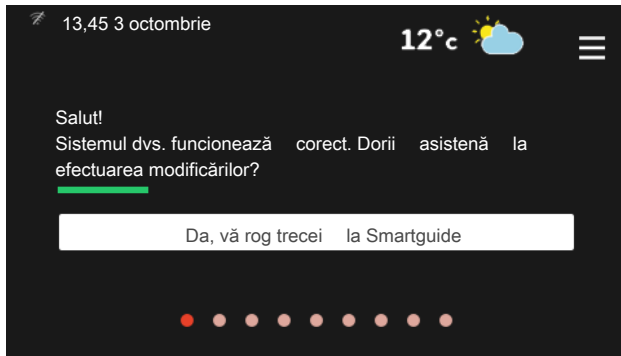 13,45 3 octombrie
12°c
Salut!
Sistemul dvs. funcționează corect. Dorii asistenă la
efectuarea modificărilor?
Da, vă rog trecei la Smartguide